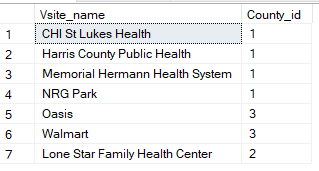 Vsite_name County_id
1 CHI St Lukes Health 1
2 Harris County Public Health 1
3 Memorial Hermann Health System 1
4 NRG Park 1
5 Oasis 3
6 Walmart 3
7 Lone Star Family Health Center 2